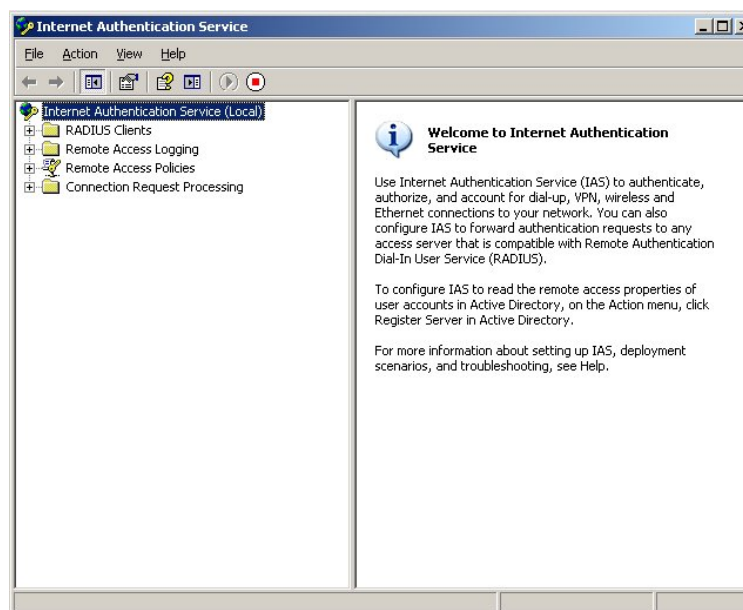 Internet Authentication Service
File Action View Help
Internet Authentication Service (Local)
RADIUS Clients
Remote Access Logging
Remote Access Policies
Connection Request Processing
Welcome to Internet Authentication
Service
Use Internet Authentication Service (IAS) to authenticate,
authorize, and account for dial-up, VPN, wireless and
Ethernet connections to your network. You can also
configure IAS to forward authentication requests to any
access server that is compatible with Remote Authentication
Dial-In User Service (RADIUS).
To configure IAS to read the remote access properties of
user accounts in Active Directory, on the Action menu, click
Register Server in Active Directory.
For more information about setting up IAS, deployment
scenarios, and troubleshooting, see Help.